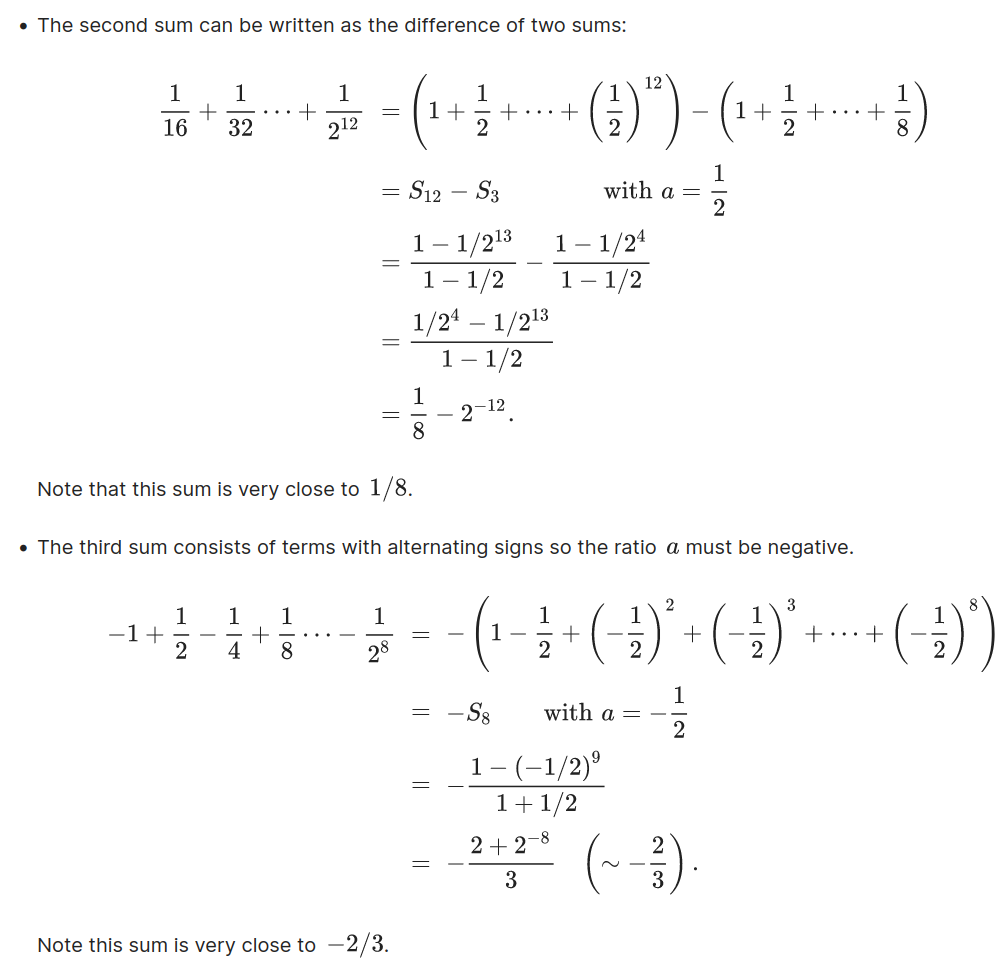 • The second sum can be written as the difference of two sums:
$\frac{1}{16} + \frac{1}{32} \cdots + \frac{1}{2^{12}} = \left(1 + \frac{1}{2} + \cdots + \left(\frac{1}{2}\right)^{12}\right) - \left(1 + \frac{1}{2} + \cdots + \frac{1}{8}\right)$
$= S_{12} - S_3 \qquad \text{with } a = \frac{1}{2}$
$= \frac{1 - 1/2^{13}}{1 - 1/2} - \frac{1 - 1/2^4}{1 - 1/2}$
$= \frac{1/2^4 - 1/2^{13}}{1 - 1/2}$
$= \frac{1}{8} - 2^{-12}.$
Note that this sum is very close to $1/8$.
• The third sum consists of terms with alternating signs so the ratio $a$ must be negative.
$-1 + \frac{1}{2} - \frac{1}{4} + \frac{1}{8} \cdots - \frac{1}{2^8} = -\left(1 - \frac{1}{2} + \left(-\frac{1}{2}\right)^2 + \left(-\frac{1}{2}\right)^3 + \cdots + \left(-\frac{1}{2}\right)^8\right)$
$= -S_8 \qquad \text{with } a = -\frac{1}{2}$
$= -\frac{1 - (-1/2)^9}{1 + 1/2}$
$= -\frac{2 + 2^{-8}}{3} \quad \left(\sim -\frac{2}{3}\right).$
Note this sum is very close to $-2/3$.